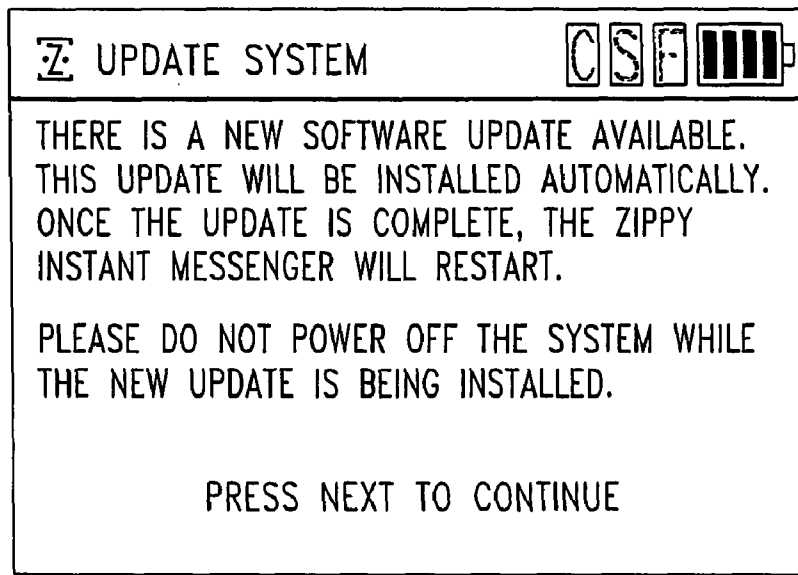 Z UPDATE SYSTEM C S F
THERE IS A NEW SOFTWARE UPDATE AVAILABLE.
THIS UPDATE WILL BE INSTALLED AUTOMATICALLY.
ONCE THE UPDATE IS COMPLETE, THE ZIPPY
INSTANT MESSENGER WILL RESTART.
PLEASE DO NOT POWER OFF THE SYSTEM WHILE
THE NEW UPDATE IS BEING INSTALLED.
PRESS NEXT TO CONTINUE